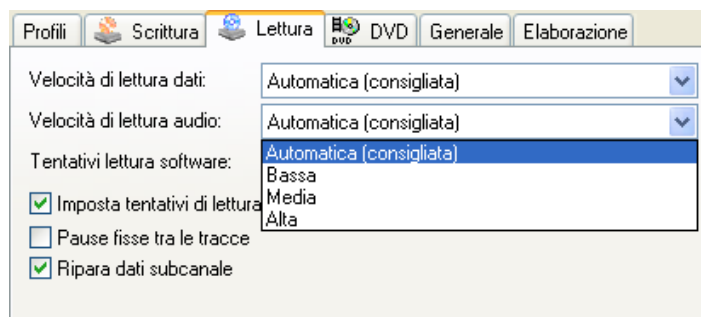 Profili Scrittura Lettura DVD Generale Elaborazione
Velocità di lettura dati: Automatica (consigliata)
Velocità di lettura audio: Automatica (consigliata)
Tentativi lettura software: Automatica (consigliata)
Bassa
Imposta tentativi di lettura Media
Alta
Pause fisse tra le tracce
Ripara dati subcanale